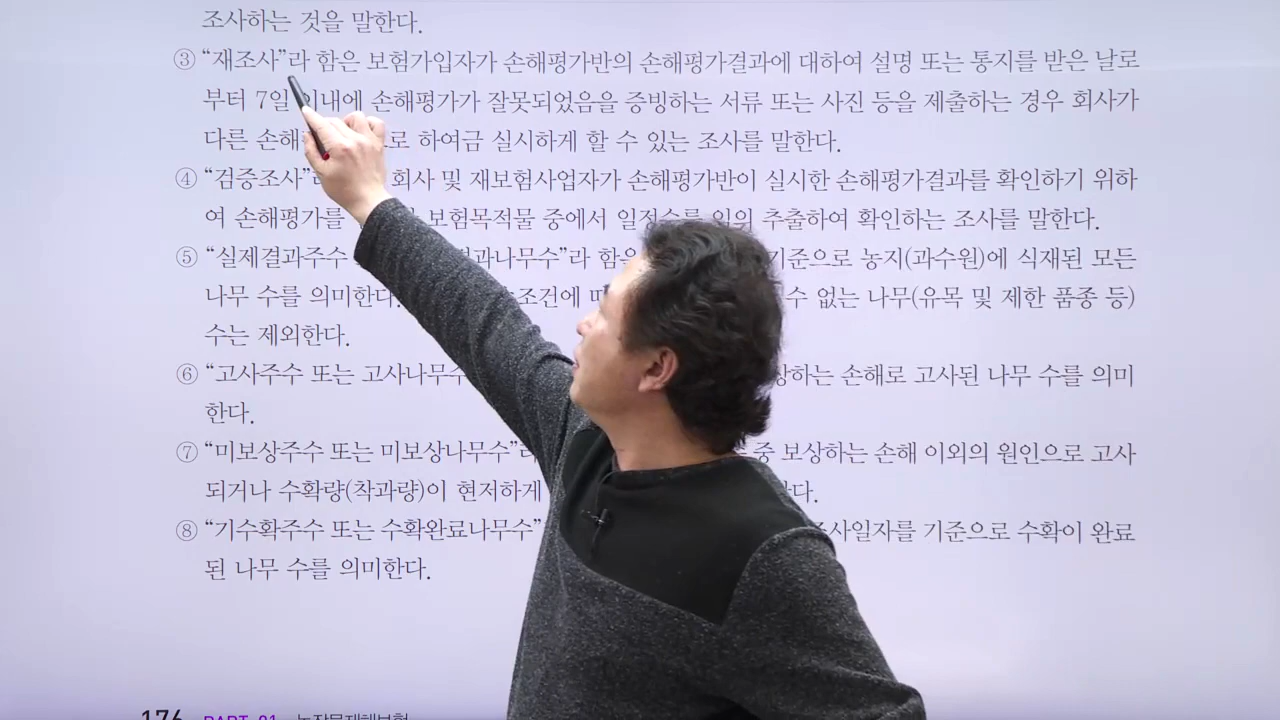 조사하는 것을 말한다.
③ “재조사”라 함은 보험가입자가 손해평가반의 손해평가결과에 대하여 설명 또는 통지를 받은 날로
부터 7일 이내에 손해평가가 잘못되었음을 증빙하는 서류 또는 사진 등을 제출하는 경우 회사가
다른 손해 로 하여금 실시하게 할 수 있는 조사를 말한다.
④ “검증조사” 회사 및 재보험사업자가 손해평가반이 실시한 손해평가결과를 확인하기 위하
여 손해평가를 보험목적물 중에서 일정수를 임의 추출하여 확인하는 조사를 말한다.
⑤ “실제결과주수 결과나무수”라 함은 기준으로 농지(과수원)에 식재된 모든
나무 수를 의미한다. 조건에 수 없는 나무(유목 및 제한 품종 등)
수는 제외한다.
⑥ “고사주수 또는 고사나무수 상하는 손해로 고사된 나무 수를 의미
한다.
⑦ “미보상주수 또는 미보상나무수” 중 보상하는 손해 이외의 원인으로 고사
되거나 수확량(착과량)이 현저하게 다.
⑧ “기수확주수 또는 수확완료나무수” 조사일자를 기준으로 수확이 완료
된 나무 수를 의미한다.
176 PART 01 농작물재해보험